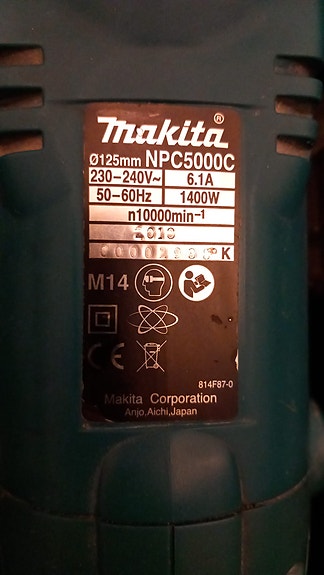 makita®
Ø125mm NPC5000C
230-240V~ 6.1A
50-60Hz 1400W
n10000min-¹
K
M14
CE
814F87-0
Makita Corporation
Anjo,Aichi,Japan